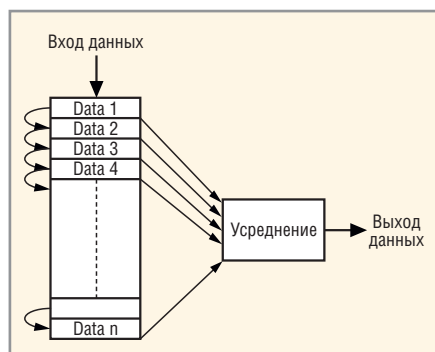 Вход данных
Data 1
Data 2
Data 3
Data 4
Усреднение
Выход
данных
Data n